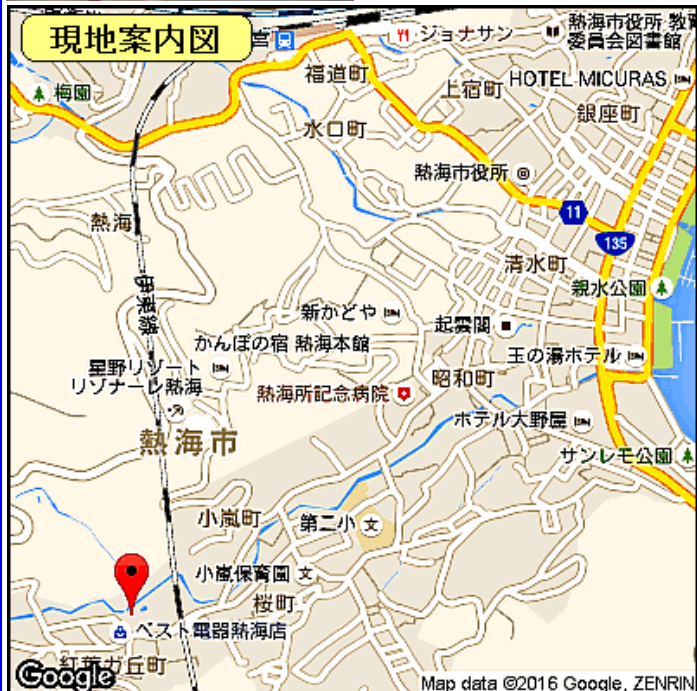 現地案内図
宮
ジョナサン
熱海市役所 教育
委員会図書館
福道町
上宿町
HOTEL MICURAS
梅園
銀座町
水口町
熱海市役所
11
熱海
135
清水町
伊東線
親水公園
新かどや
起雲閣
かんぽの宿 熱海本館
玉の湯ホテル
星野リゾート
リゾナーレ熱海
昭和町
熱海所記念病院
ホテル大野屋
熱海市
サンレモ公園
小嵐町
第二小
文
小嵐保育園
文
桜町
ベスト電器熱海店
紅葉ガ丘町
Google
Map data ©2016 Google, ZENRIN